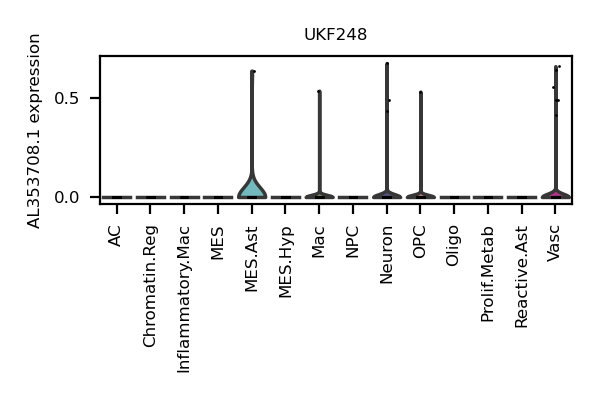 UKF248
AL353708.1 expression
0.5
0.0
AC
Chromatin.Reg
Inflammatory.Mac
MES
MES.Ast
MES.Hyp
Mac
NPC
Neuron
OPC
Oligo
Prolif.Metab
Reactive.Ast
Vasc